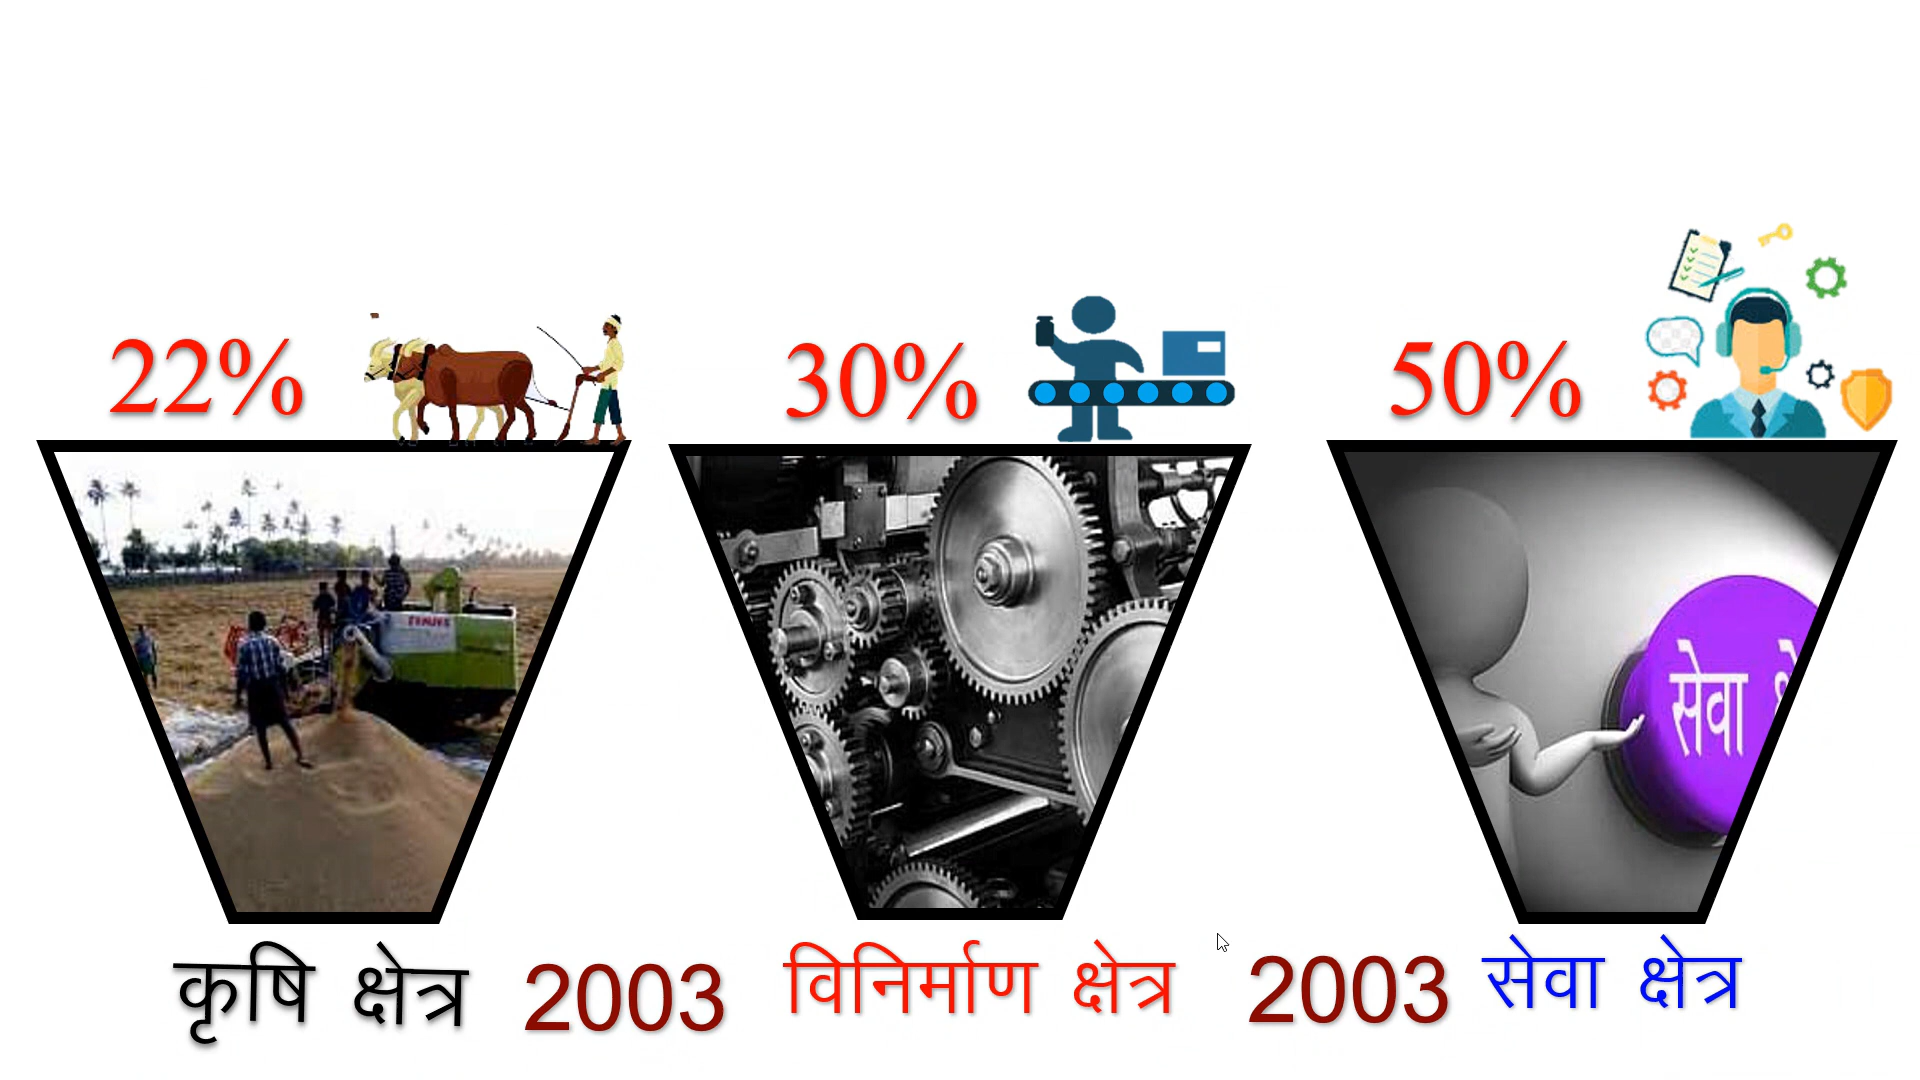 22%
30%
50%
सेवा
कृषि क्षेत्र 2003 विनिर्माण क्षेत्र 2003 सेवा क्षेत्र